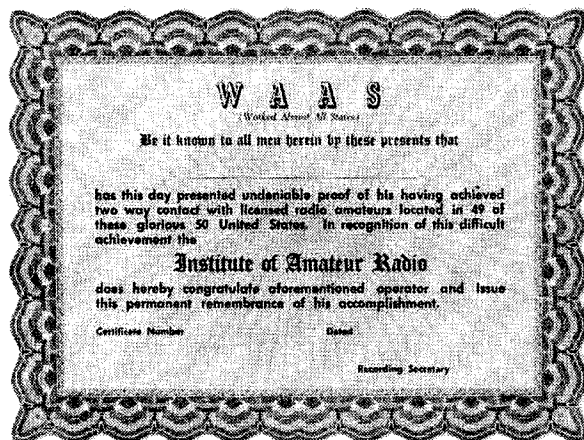 W A A S
(Worked Almost All States)
Be it known to all men herein by these presents that
has this day presented undeniable proof of his having achieved
two way contact with licensed radio amateurs located in 49 of
these glorious 50 United States. In recognition of this difficult
achievement the
Institute of Amateur Radio
does hereby congratulate aforementioned operator and issue
this permanent remembrance of his accomplishment.
Certificate Number Dated
Recording Secretary